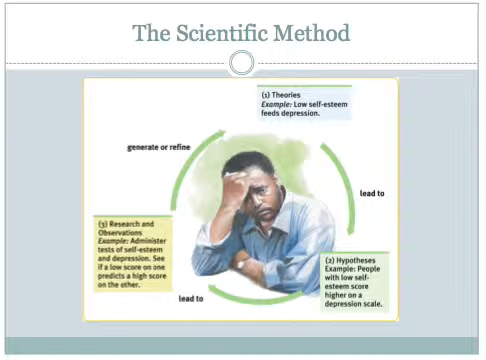 The Scientific Method
(1) Theories
Example: Low self-esteem
feeds depression.
generate or refine
lead to
(3) Research and
Observations
Example: Administer
tests of self-esteem
and depression. See
if a low score on one
predicts a high score
on the other.
(2) Hypotheses
Example: People
with low self-
esteem score
higher on a
depression scale.
lead to